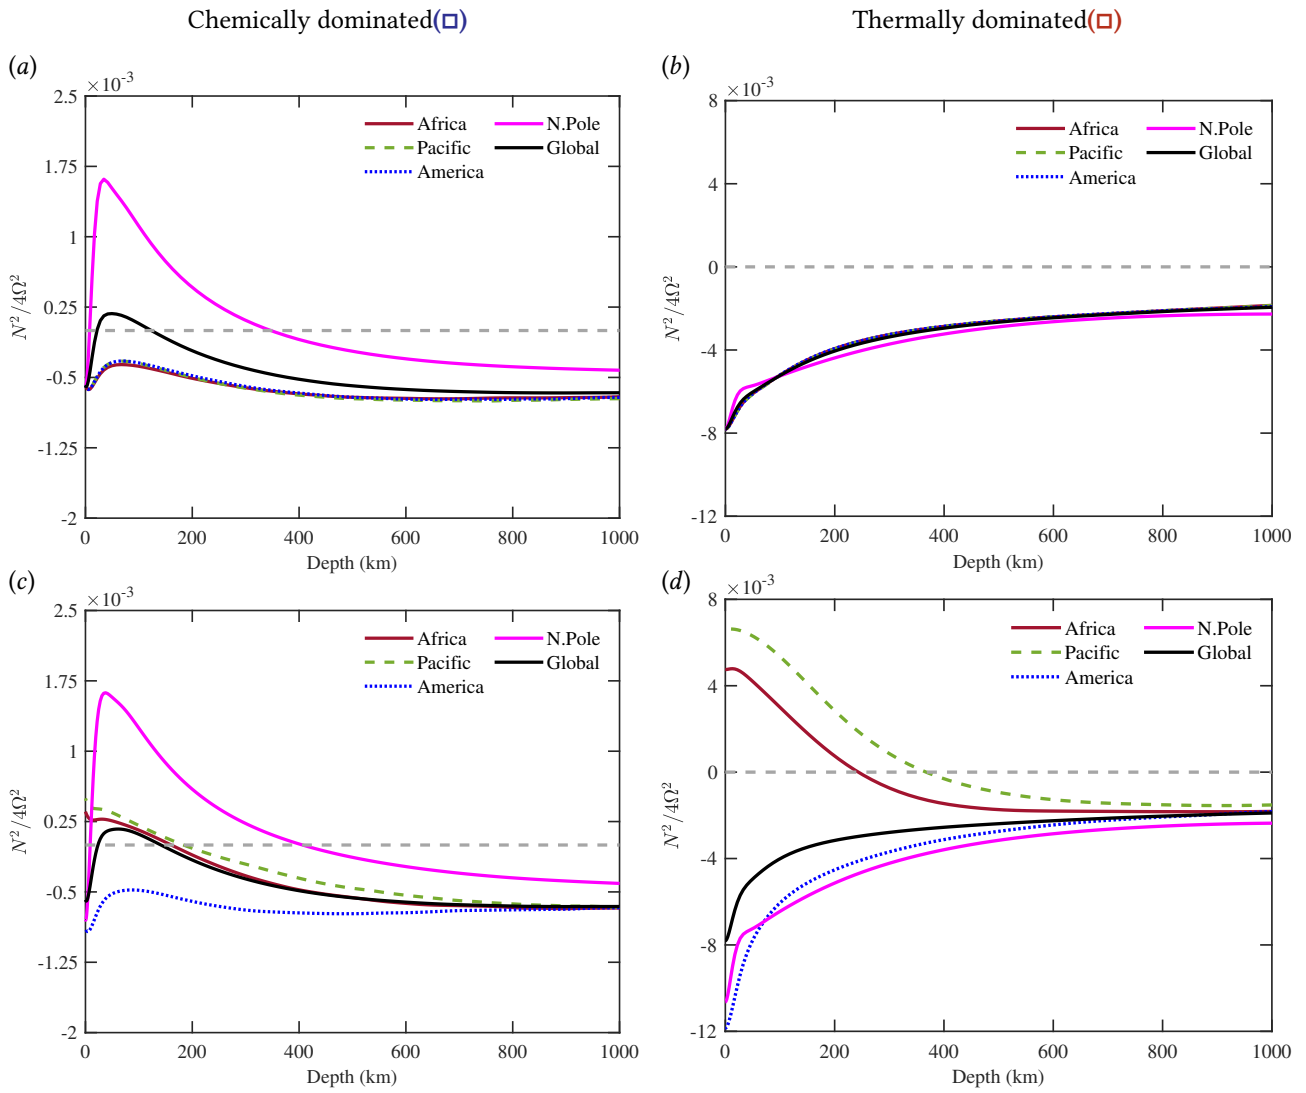 Chemically dominated(□)
Thermally dominated(□)
(a)
×10⁻³
2.5
1.75
1
0.25
-0.5
-1.25
-2
N²/4Ω²
Africa
Pacific
America
N.Pole
Global
0 200 400 600 800 1000
Depth (km)
(b)
×10⁻³
8
4
0
-4
-8
-12
N²/4Ω²
Africa
Pacific
America
N.Pole
Global
0 200 400 600 800 1000
Depth (km)
(c)
×10⁻³
2.5
1.75
1
0.25
-0.5
-1.25
-2
N²/4Ω²
Africa
Pacific
America
N.Pole
Global
0 200 400 600 800 1000
Depth (km)
(d)
×10⁻³
8
4
0
-4
-8
-12
N²/4Ω²
Africa
Pacific
America
N.Pole
Global
0 200 400 600 800 1000
Depth (km)